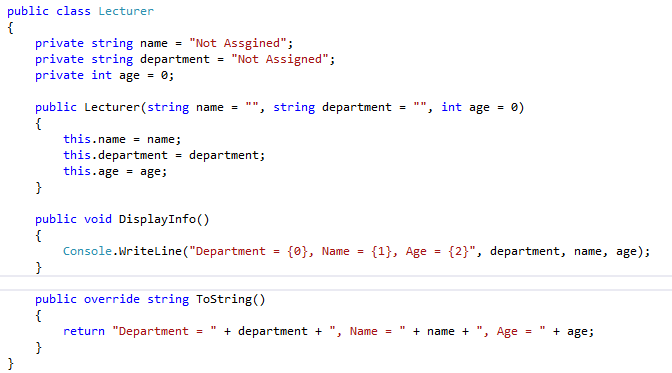 public class Lecturer
{
    private string name = "Not Assgined";
    private string department = "Not Assigned";
    private int age = 0;

    public Lecturer(string name = "", string department = "", int age = 0)
    {
        this.name = name;
        this.department = department;
        this.age = age;
    }

    public void DisplayInfo()
    {
        Console.WriteLine("Department = {0}, Name = {1}, Age = {2}", department, name, age);
    }

    public override string ToString()
    {
        return "Department = " + department + ", Name = " + name + ", Age = " + age;
    }
}